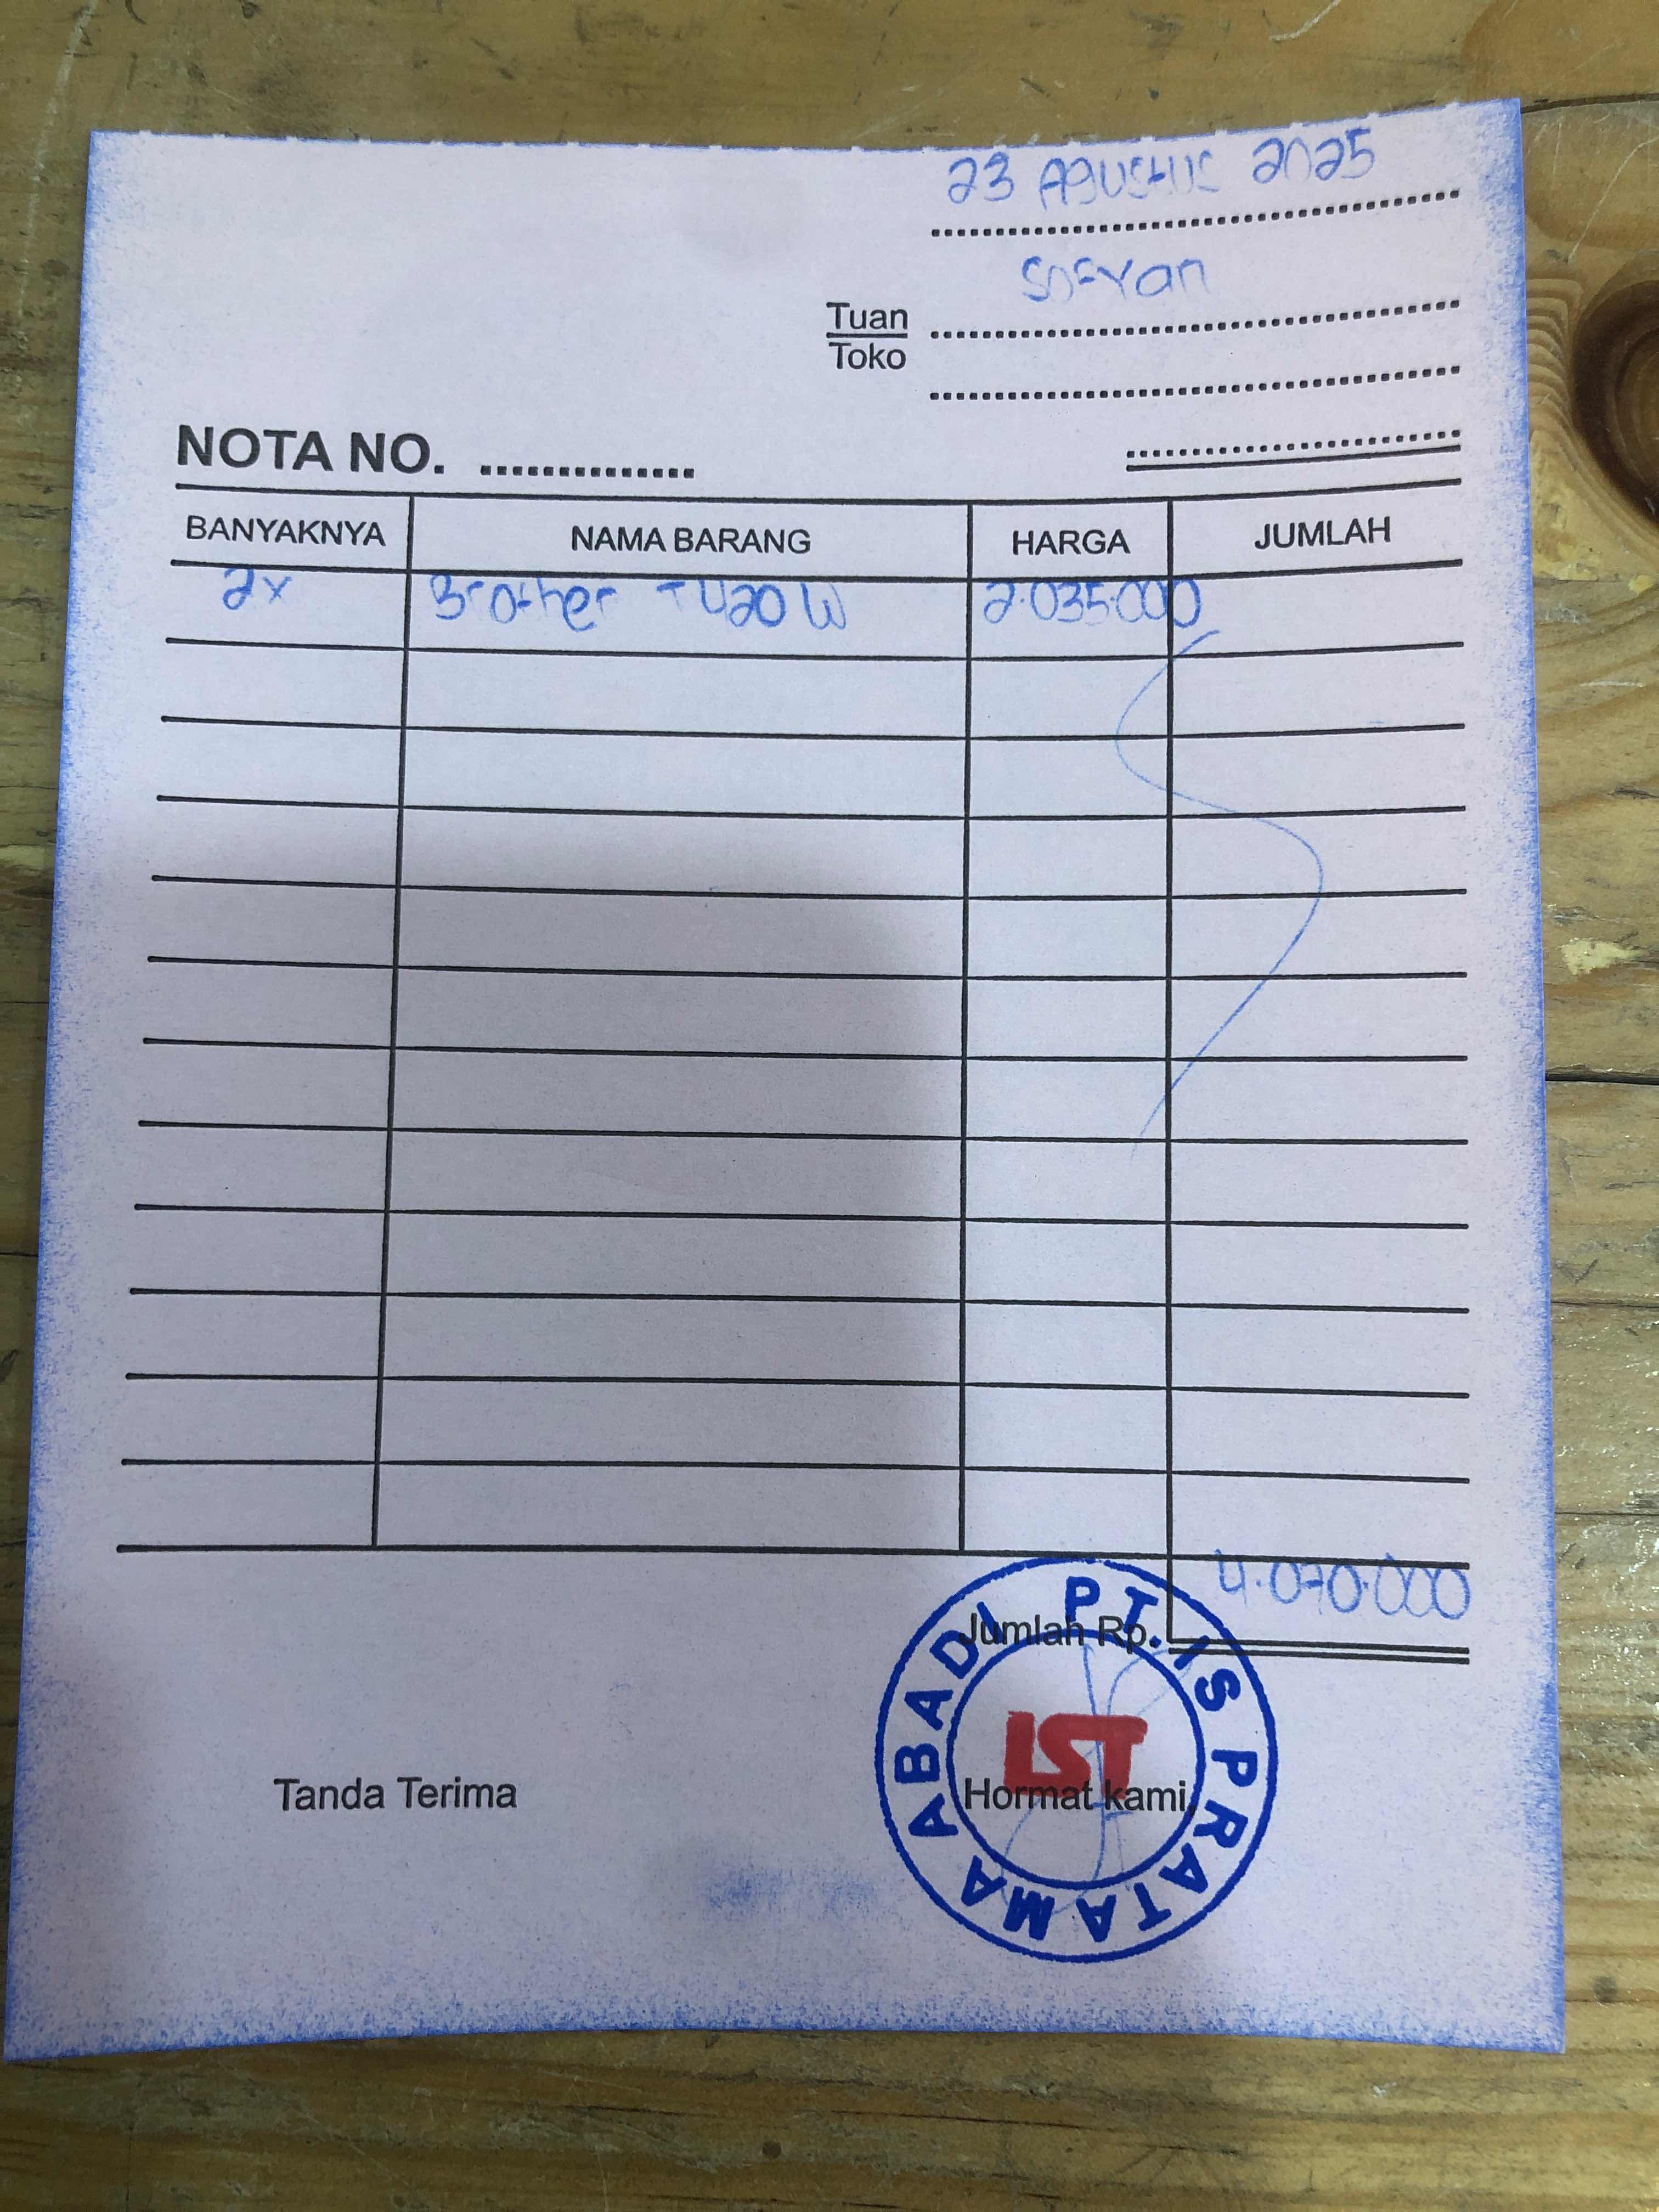 23 Agustus 2025
Sofyan
Tuan
Toko
NOTA NO. ...............
BANYAKNYA NAMA BARANG HARGA JUMLAH
2x Brother T420W 2.035.000
4.070.000
Jumlah Rp.
Tanda Terima Hormat kami,
PT. IS PRATAMA ABADI
IST